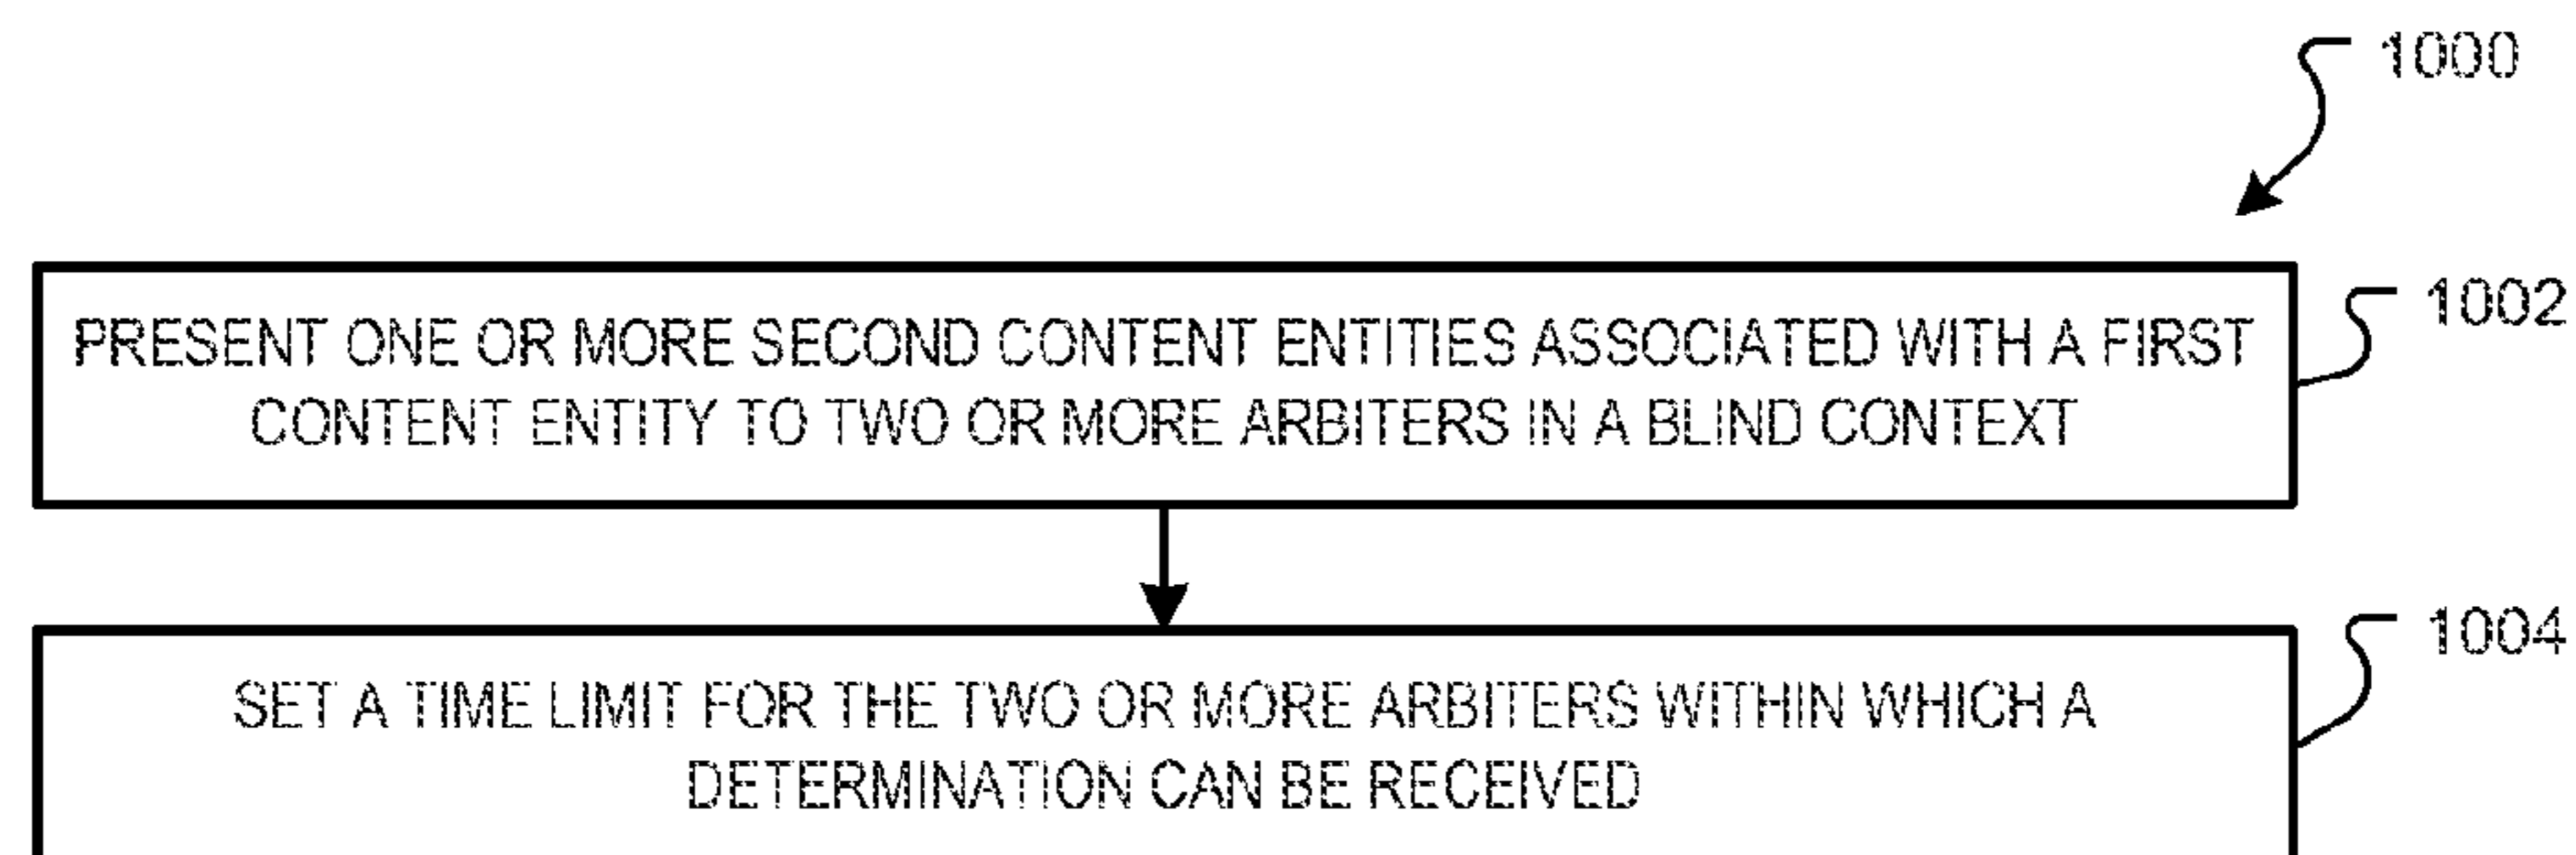 1000
1002
PRESENT ONE OR MORE SECOND CONTENT ENTITIES ASSOCIATED WITH A FIRST
CONTENT ENTITY TO TWO OR MORE ARBITERS IN A BLIND CONTEXT
1004
SET A TIME LIMIT FOR THE TWO OR MORE ARBITERS WITHIN WHICH A
DETERMINATION CAN BE RECEIVED